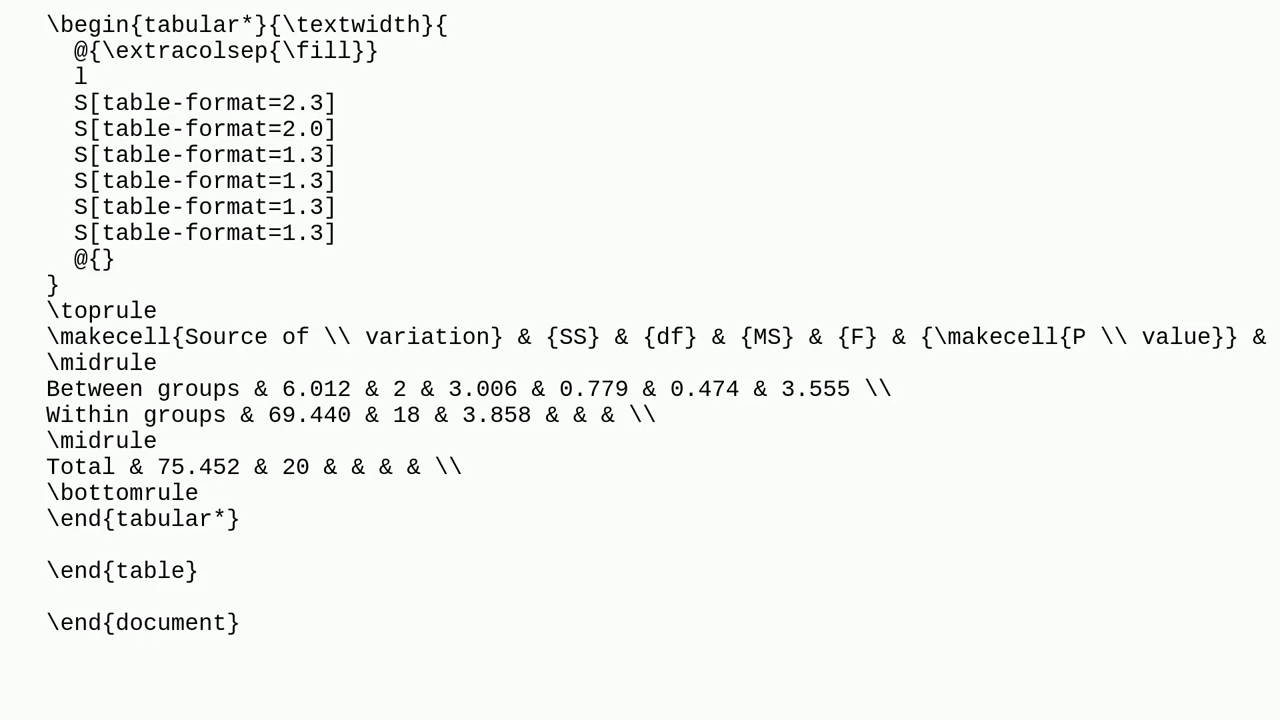 \begin{tabular*}{\textwidth}{
  @{\extracolsep{\fill}}
  l
  S[table-format=2.3]
  S[table-format=2.0]
  S[table-format=1.3]
  S[table-format=1.3]
  S[table-format=1.3]
  S[table-format=1.3]
  @{}
}
\toprule
\makecell{Source of \\ variation} & {SS} & {df} & {MS} & {F} & {\makecell{P \\ value}} &
\midrule
Between groups & 6.012 & 2 & 3.006 & 0.779 & 0.474 & 3.555 \\
Within groups & 69.440 & 18 & 3.858 & & & \\
\midrule
Total & 75.452 & 20 & & & & \\
\bottomrule
\end{tabular*}

\end{table}

\end{document}